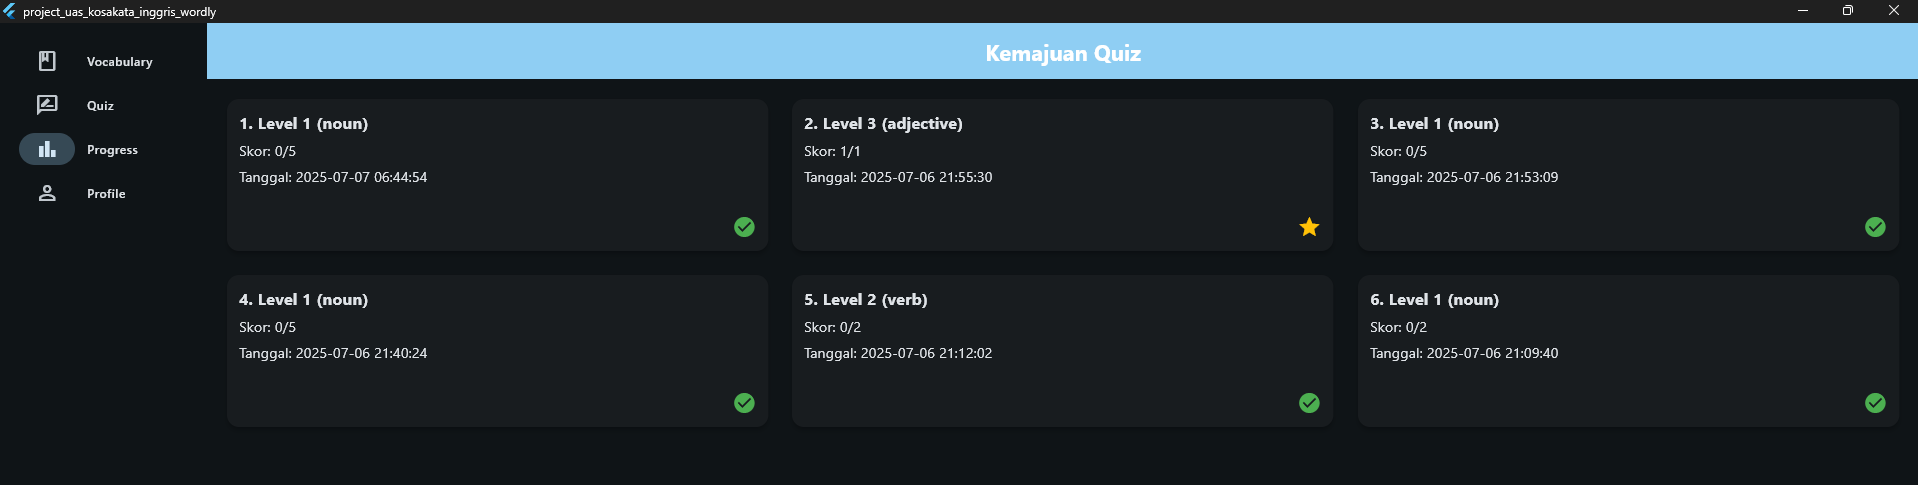 project_uas_kosakata_inggris_wordly
Vocabulary
Quiz
Progress
Profile
Kemajuan Quiz
1. Level 1 (noun)
Skor: 0/5
Tanggal: 2025-07-07 06:44:54
2. Level 3 (adjective)
Skor: 1/1
Tanggal: 2025-07-06 21:55:30
3. Level 1 (noun)
Skor: 0/5
Tanggal: 2025-07-06 21:53:09
4. Level 1 (noun)
Skor: 0/5
Tanggal: 2025-07-06 21:40:24
5. Level 2 (verb)
Skor: 0/2
Tanggal: 2025-07-06 21:12:02
6. Level 1 (noun)
Skor: 0/2
Tanggal: 2025-07-06 21:09:40